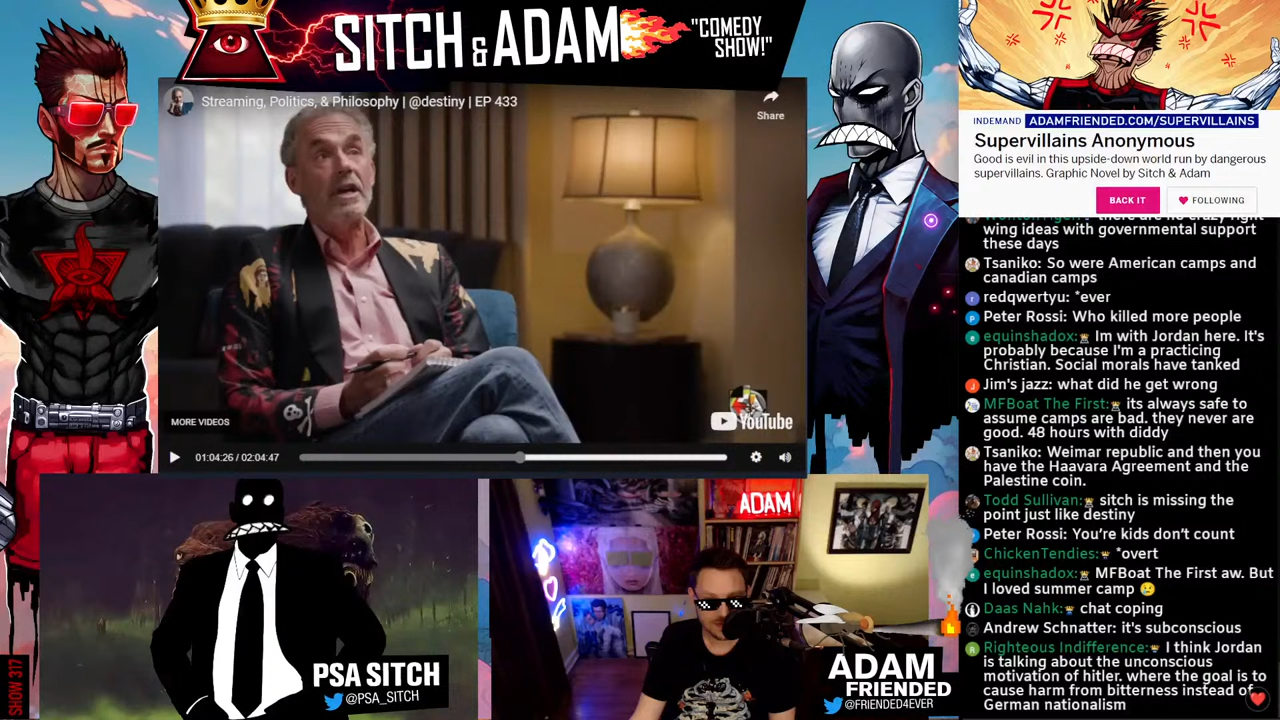 SITCH & ADAM
"COMEDY
SHOW!"
Streaming, Politics, & Philosophy | @destiny | EP 433
Share
MORE VIDEOS
YouTube
01:04:26 / 02:04:47
ADAM
PSA SITCH
@PSA_SITCH
ADAM
FRIENDED
@FRIENDED4EVER
SHOW 317
INDEMAND ADAMFRIENDED.COM/SUPERVILLAINS
Supervillains Anonymous
Good is evil in this upside-down world run by dangerous
supervillains. Graphic Novel by Sitch & Adam
BACK IT
FOLLOWING
there are no crazy right
wing ideas with governmental support
these days
Tsaniko: So were American camps and
canadian camps
redqwertyu: *ever
Peter Rossi: Who killed more people
equinshadox: Im with Jordan here. It's
probably because I'm a practicing
Christian. Social morals have tanked
Jim's jazz: what did he get wrong
MFBoat The First: its always safe to
assume camps are bad. they never are
good. 48 hours with diddy
Tsaniko: Weimar republic and then you
have the Haavara Agreement and the
Palestine coin.
Todd Sullivan: sitch is missing the
point just like destiny
Peter Rossi: You're kids don't count
ChickenTendies: *overt
equinshadox: MFBoat The First aw. But
I loved summer camp 😢
Daas Nahk: chat coping
Andrew Schnatter: it's subconscious
Righteous Indifference: I think Jordan
is talking about the unconscious
motivation of hitler. where the goal is to
cause harm from bitterness instead of
German nationalism